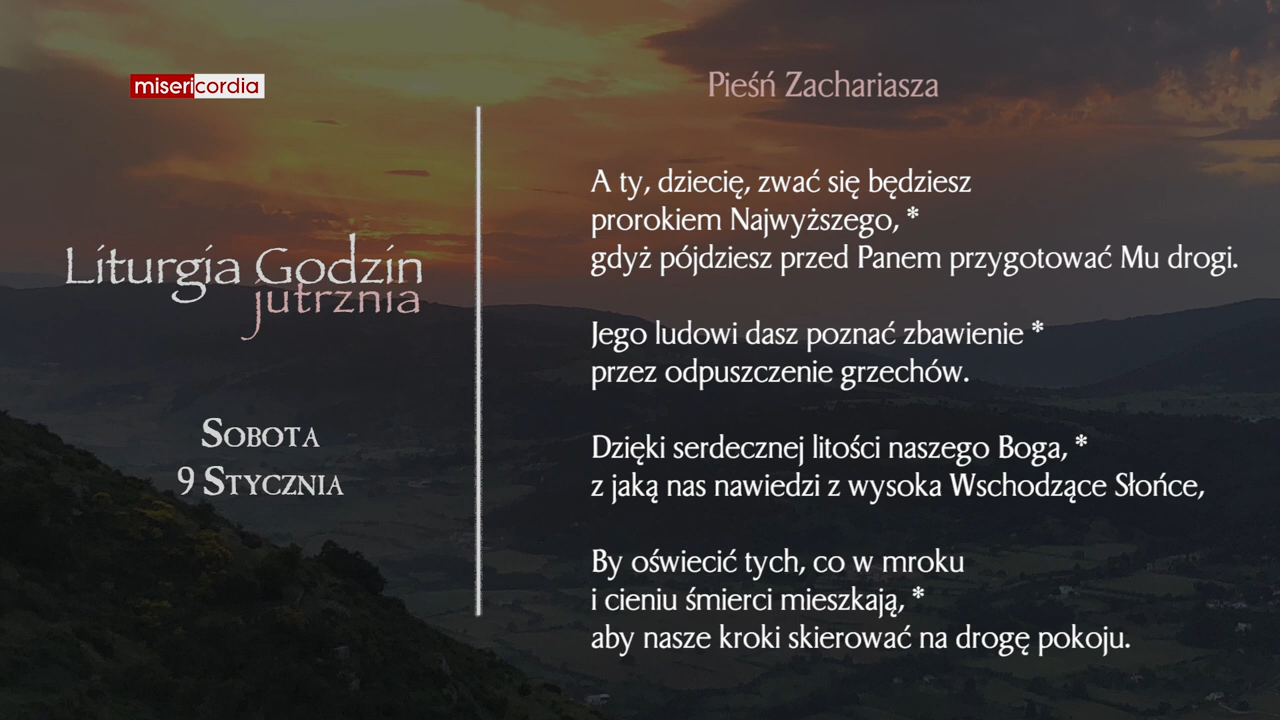 misericordia
Liturgia Godzin
jutrznia
Sobota
9 Stycznia
Pieśń Zachariasza
A ty, dziecię, zwać się będziesz
prorokiem Najwyższego, *
gdyż pójdziesz przed Panem przygotować Mu drogi.
Jego ludowi dasz poznać zbawienie *
przez odpuszczenie grzechów.
Dzięki serdecznej litości naszego Boga, *
z jaką nas nawiedzi z wysoka Wschodzące Słońce,
By oświecić tych, co w mroku
i cieniu śmierci mieszkają, *
aby nasze kroki skierować na drogę pokoju.